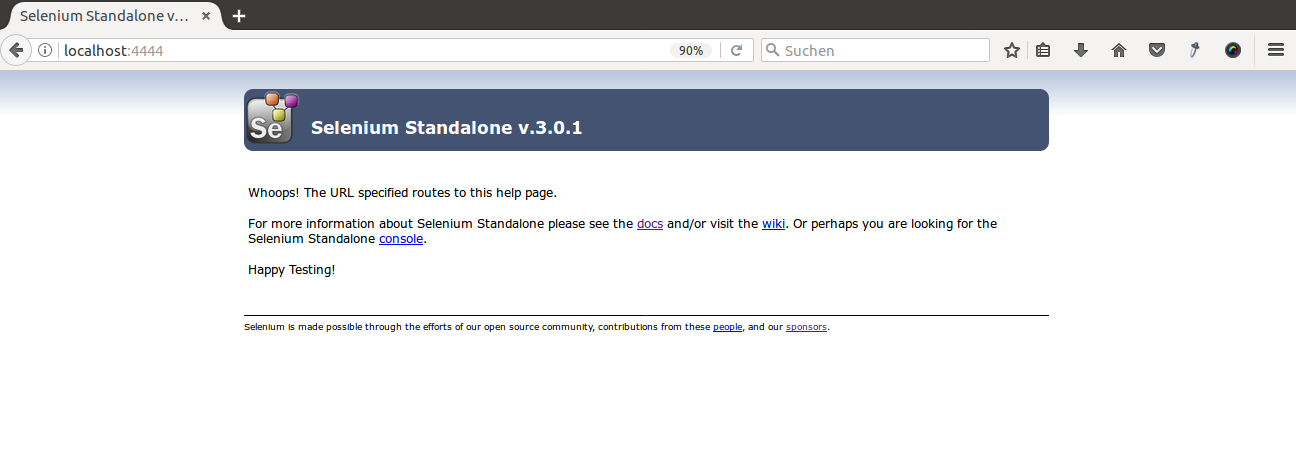 Selenium Standalone v...
localhost:4444
90%
Suchen
Se
Selenium Standalone v.3.0.1
Whoops! The URL specified routes to this help page.
For more information about Selenium Standalone please see the docs and/or visit the wiki. Or perhaps you are looking for the
Selenium Standalone console.
Happy Testing!
Selenium is made possible through the efforts of our open source community, contributions from these people, and our sponsors.